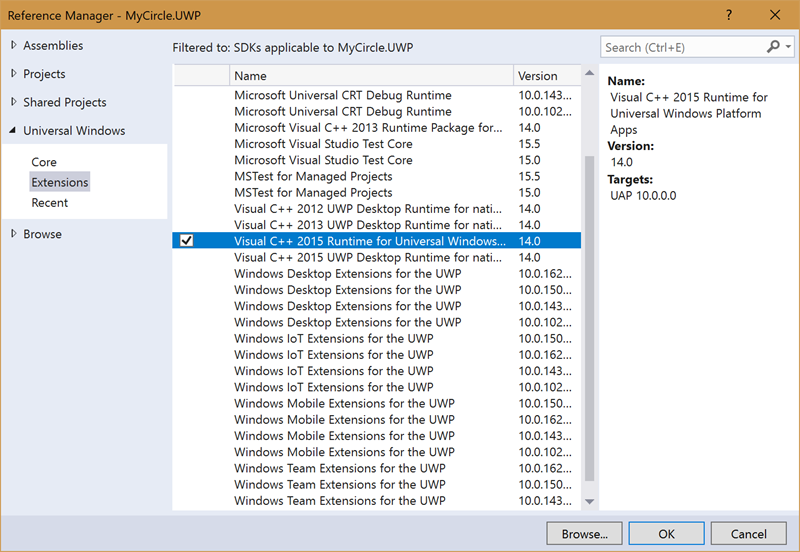 Reference Manager - MyCircle.UWP
Assemblies
Projects
Shared Projects
Universal Windows
Core
Extensions
Recent
Browse
Filtered to: SDKs applicable to MyCircle.UWP
Search (Ctrl+E)
Name Version
Microsoft Universal CRT Debug Runtime 10.0.143...
Microsoft Universal CRT Debug Runtime 10.0.102...
Microsoft Visual C++ 2013 Runtime Package for... 14.0
Microsoft Visual Studio Test Core 15.5
Microsoft Visual Studio Test Core 15.0
MSTest for Managed Projects 15.5
MSTest for Managed Projects 15.0
Visual C++ 2012 UWP Desktop Runtime for nati... 14.0
Visual C++ 2013 UWP Desktop Runtime for nati... 14.0
Visual C++ 2015 Runtime for Universal Windows... 14.0
Visual C++ 2015 UWP Desktop Runtime for nati... 14.0
Windows Desktop Extensions for the UWP 10.0.162...
Windows Desktop Extensions for the UWP 10.0.150...
Windows Desktop Extensions for the UWP 10.0.143...
Windows Desktop Extensions for the UWP 10.0.102...
Windows IoT Extensions for the UWP 10.0.150...
Windows IoT Extensions for the UWP 10.0.162...
Windows IoT Extensions for the UWP 10.0.143...
Windows IoT Extensions for the UWP 10.0.102...
Windows Mobile Extensions for the UWP 10.0.150...
Windows Mobile Extensions for the UWP 10.0.162...
Windows Mobile Extensions for the UWP 10.0.143...
Windows Mobile Extensions for the UWP 10.0.102...
Windows Team Extensions for the UWP 10.0.162...
Windows Team Extensions for the UWP 10.0.150...
Windows Team Extensions for the UWP 10.0.143...
Name:
Visual C++ 2015 Runtime for
Universal Windows Platform
Apps
Version:
14.0
Targets:
UAP 10.0.0.0
Browse...
OK
Cancel